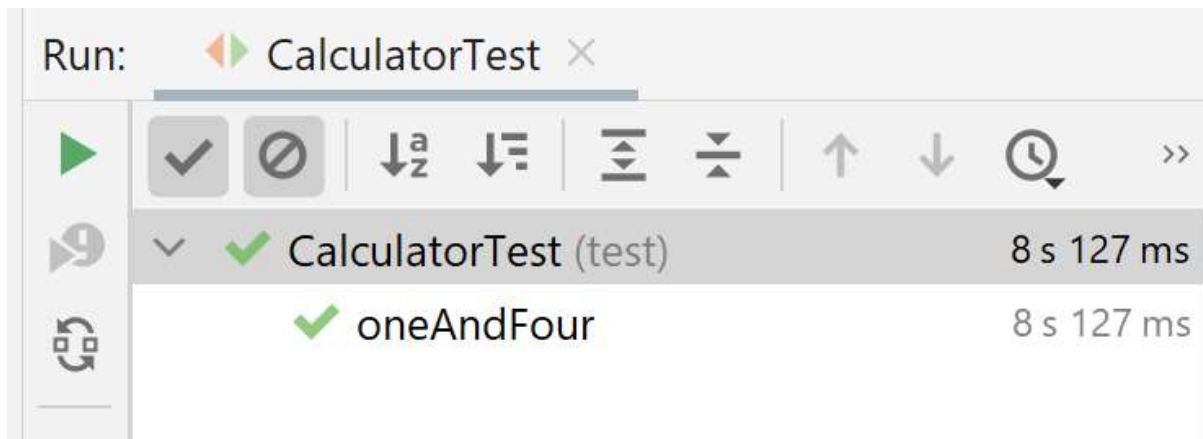 Run: CalculatorTest
CalculatorTest (test) 8 s 127 ms
oneAndFour 8 s 127 ms